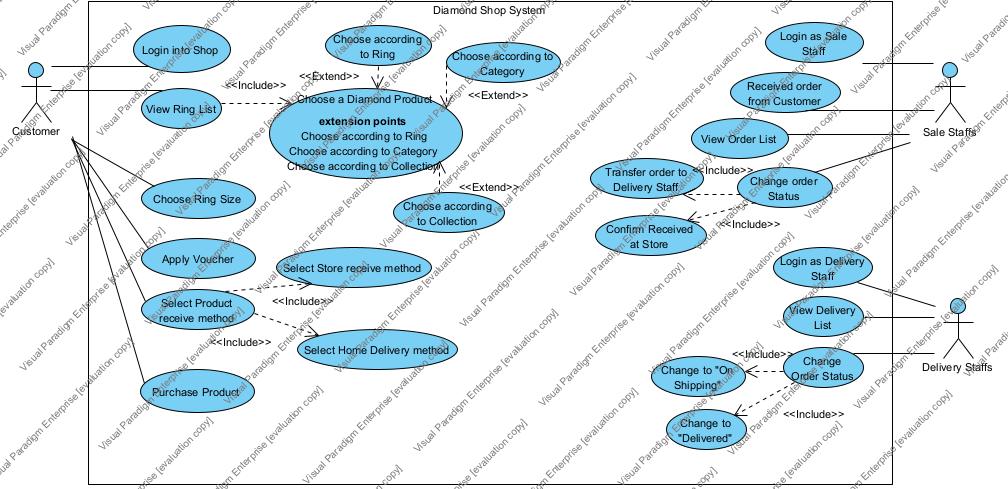 Diamond Shop System
Login into Shop
Choose according
to Ring
Choose according to
Category
Login as Sale
Staff
<<Extend>>
<<Include>>
<<Extend>>
View Ring List
Customer
Choose a Diamond Product
extension points
Choose according to Ring
Choose according to Category
Choose according to Collection
Received order
from Customer
View Order List
Sale Staffs
<<Extend>>
Choose according
to Collection
Transfer order to
Delivery Staff
<<Include>>
Change order
Status
<<Include>>
Confirm Received
at Store
Choose Ring Size
Apply Voucher
Select Store receive method
Select Product
receive method
<<Include>>
<<Include>>
Select Home Delivery method
Purchase Product
Login as Delivery
Staff
View Delivery
List
<<Include>>
Change
Order Status
Delivery Staffs
Change to "On
Shipping"
<<Include>>
Change to
"Delivered"
Visual Paradigm Enterprise [evaluation copy]